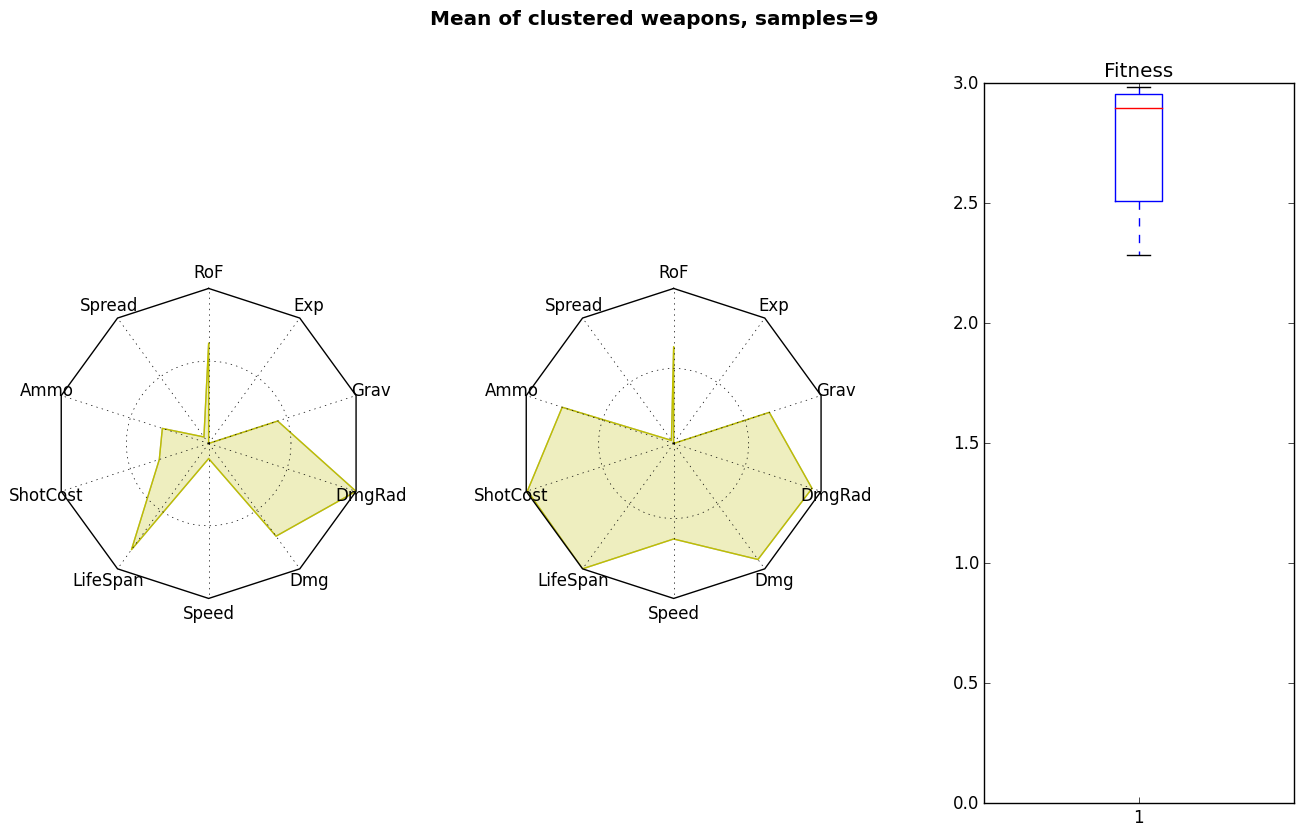 Mean of clustered weapons, samples=9
RoF
Exp
Spread
Grav
Ammo
DmgRad
ShotCost
Dmg
LifeSpan
Speed
RoF
Exp
Spread
Grav
Ammo
DmgRad
ShotCost
Dmg
LifeSpan
Speed
Fitness
3.0
2.5
2.0
1.5
1.0
0.5
0.0
1